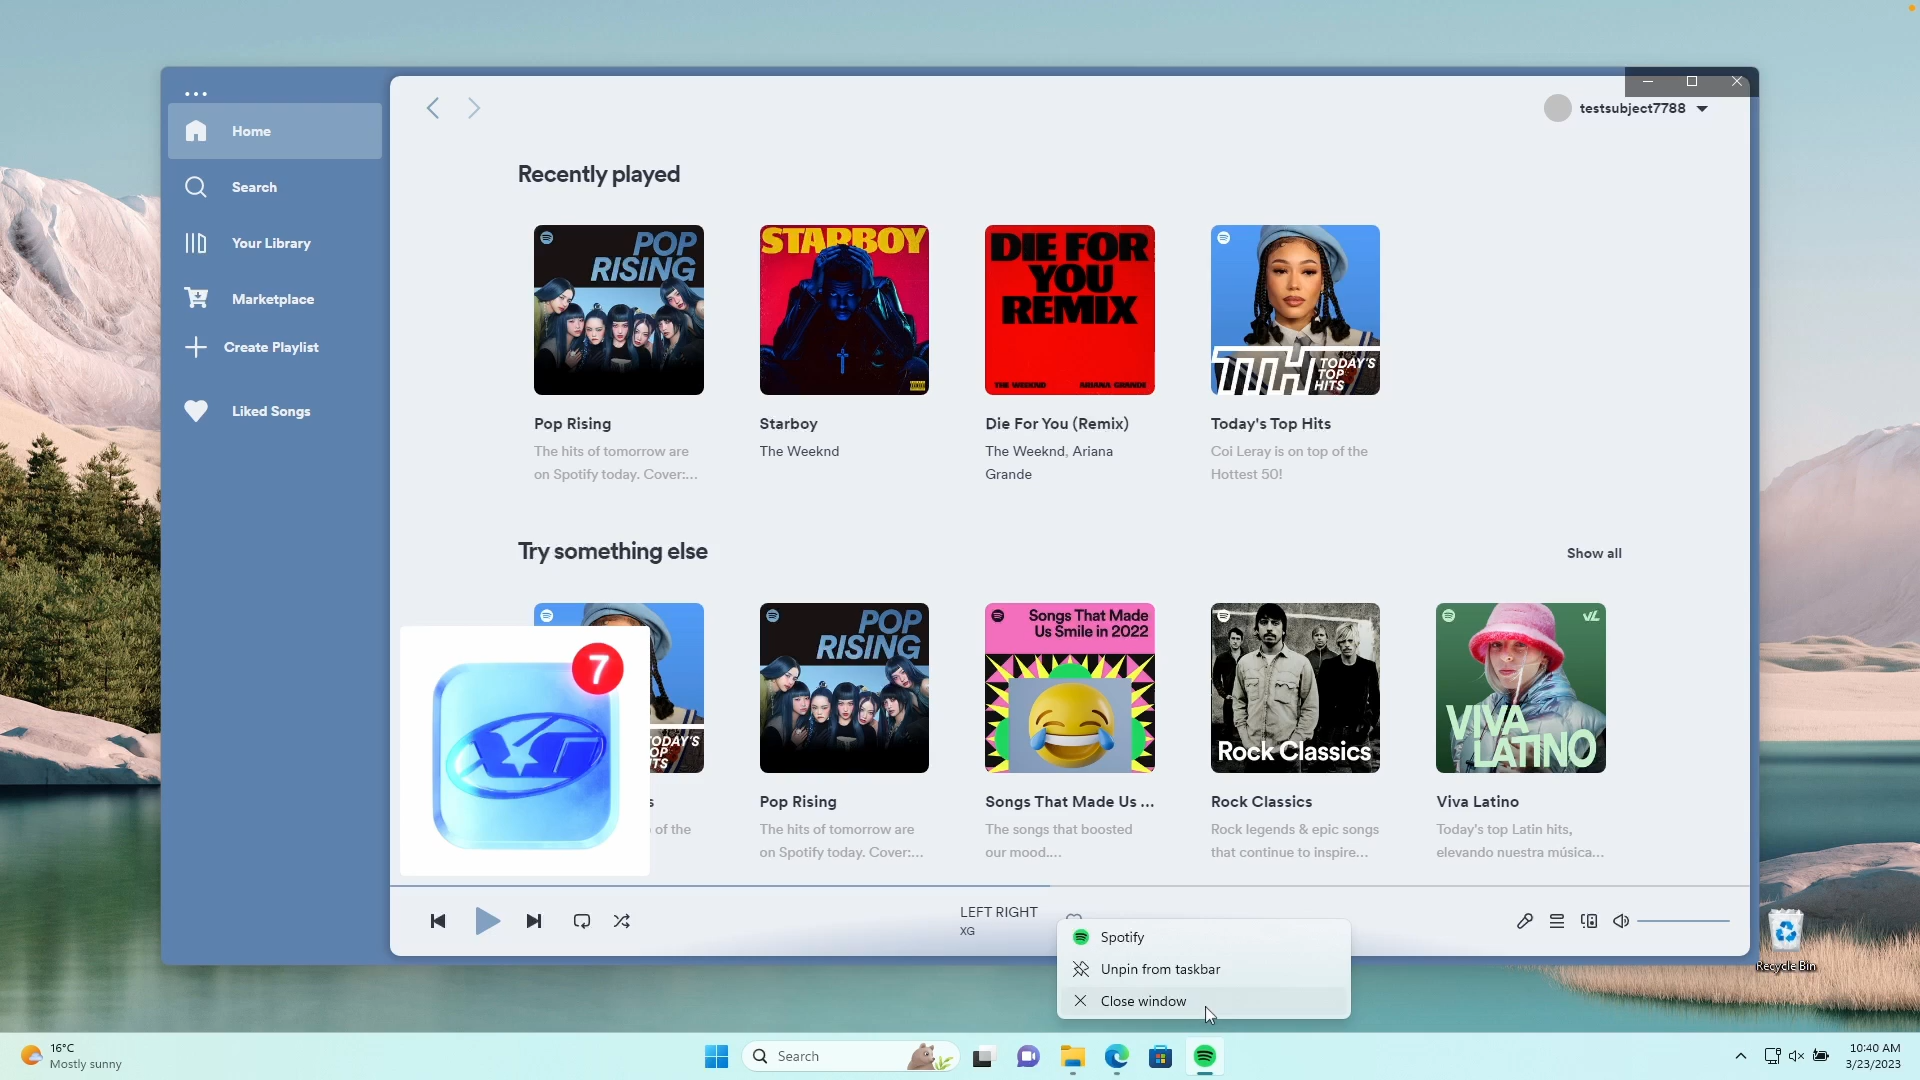 Home
Search
Your Library
Marketplace
Create Playlist
Liked Songs
testsubject7788
Recently played
POP
RISING
STARBOY
DIE FOR
YOU
REMIX
THE WEEKND ARIANA GRANDE
TTH TODAY'S
TOP
HITS
Pop Rising
The hits of tomorrow are
on Spotify today. Cover:...
Starboy
The Weeknd
Die For You (Remix)
The Weeknd, Ariana
Grande
Today's Top Hits
Coi Leray is on top of the
Hottest 50!
Try something else
Show all
7
POP
RISING
Songs That Made
Us Smile in 2022
Rock Classics
VIVA
LATINO
of the
Pop Rising
The hits of tomorrow are
on Spotify today. Cover:...
Songs That Made Us ...
The songs that boosted
our mood....
Rock Classics
Rock legends & epic songs
that continue to inspire...
Viva Latino
Today's top Latin hits,
elevando nuestra música...
LEFT RIGHT
XG
Spotify
Unpin from taskbar
Close window
Recycle Bin
16°C
Mostly sunny
Search
10:40 AM
3/23/2023